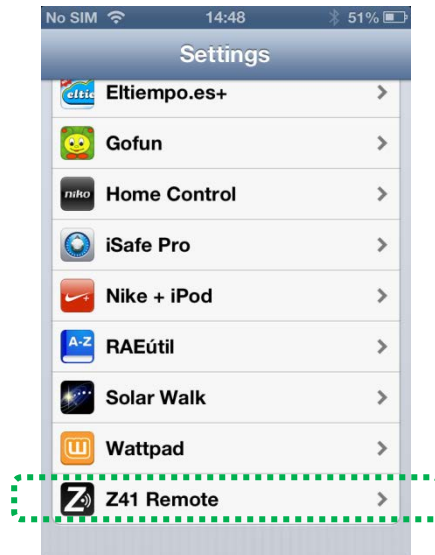 No SIM 14:48 51%
Settings
Eltiempo.es+
Gofun
niko Home Control
iSafe Pro
Nike + iPod
A-Z RAEútil
Solar Walk
Wattpad
Z41 Remote